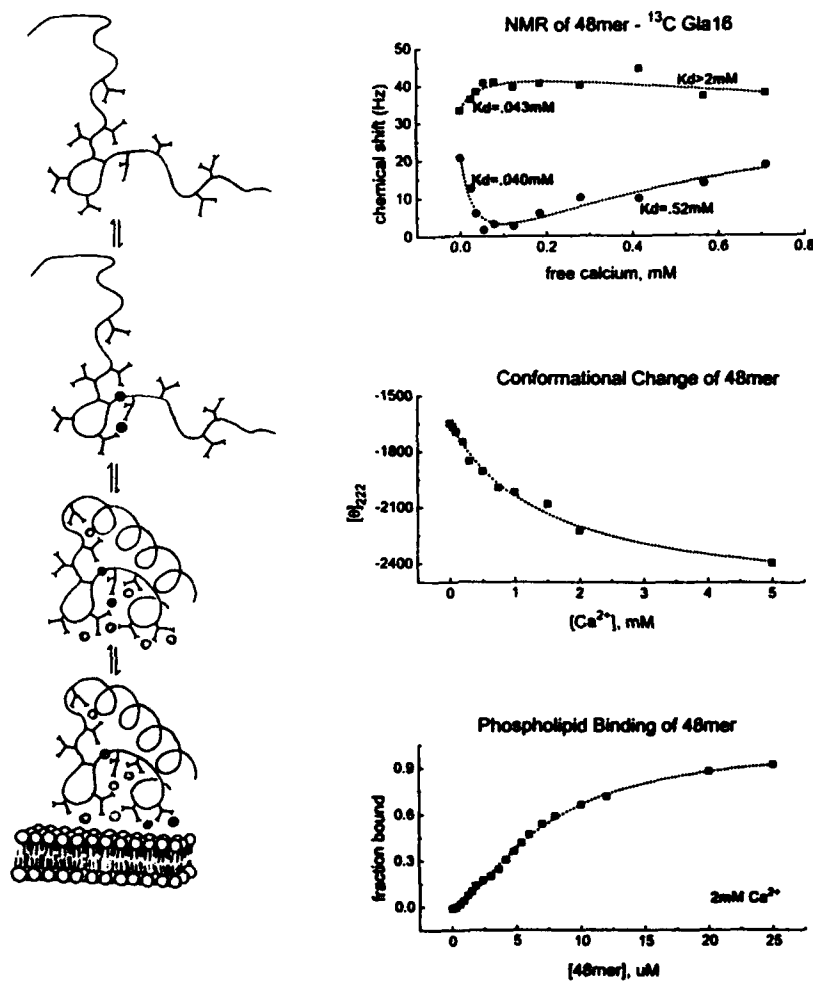 NMR of 48mer - ¹³C Gla16
chemical shift (Hz)
50
40
30
20
10
0
Kd>2mM
Kd=.043mM
Kd=.040mM
Kd=.52mM
0.0 0.2 0.4 0.6 0.8
free calcium, mM
Conformational Change of 48mer
[θ]₂₂₂
-1500
-1800
-2100
-2400
0 1 2 3 4 5
[Ca²⁺], mM
Phospholipid Binding of 48mer
fraction bound
0.9
0.6
0.3
0.0
2mM Ca²⁺
0 5 10 15 20 25
[48mer], uM